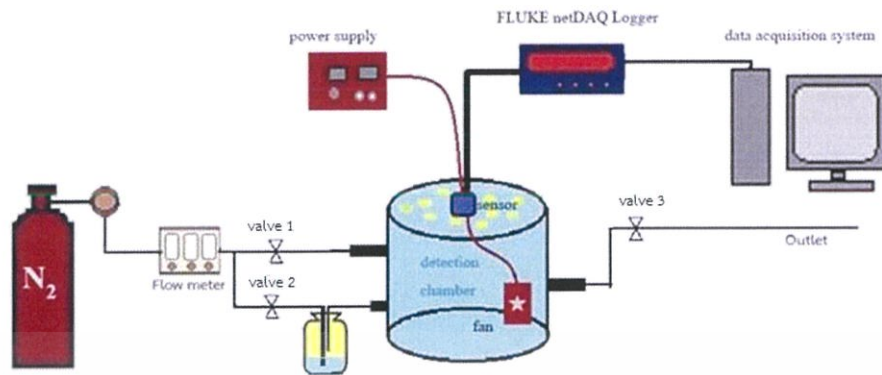 FLUKE netDAQ Logger
power supply
data acquisition system
valve 1
sensor
valve 3
N2
detection
Outlet
Flow meter
valve 2
chamber
fan